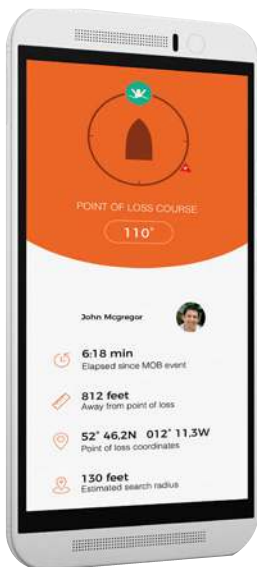 POINT OF LOSS COURSE
110°
John Mcgregor
6:18 min
Elapsed since MOB event
812 feet
Away from point of loss
52° 46,2N 012° 11,3W
Point of loss coordinates
130 feet
Estimated search radius